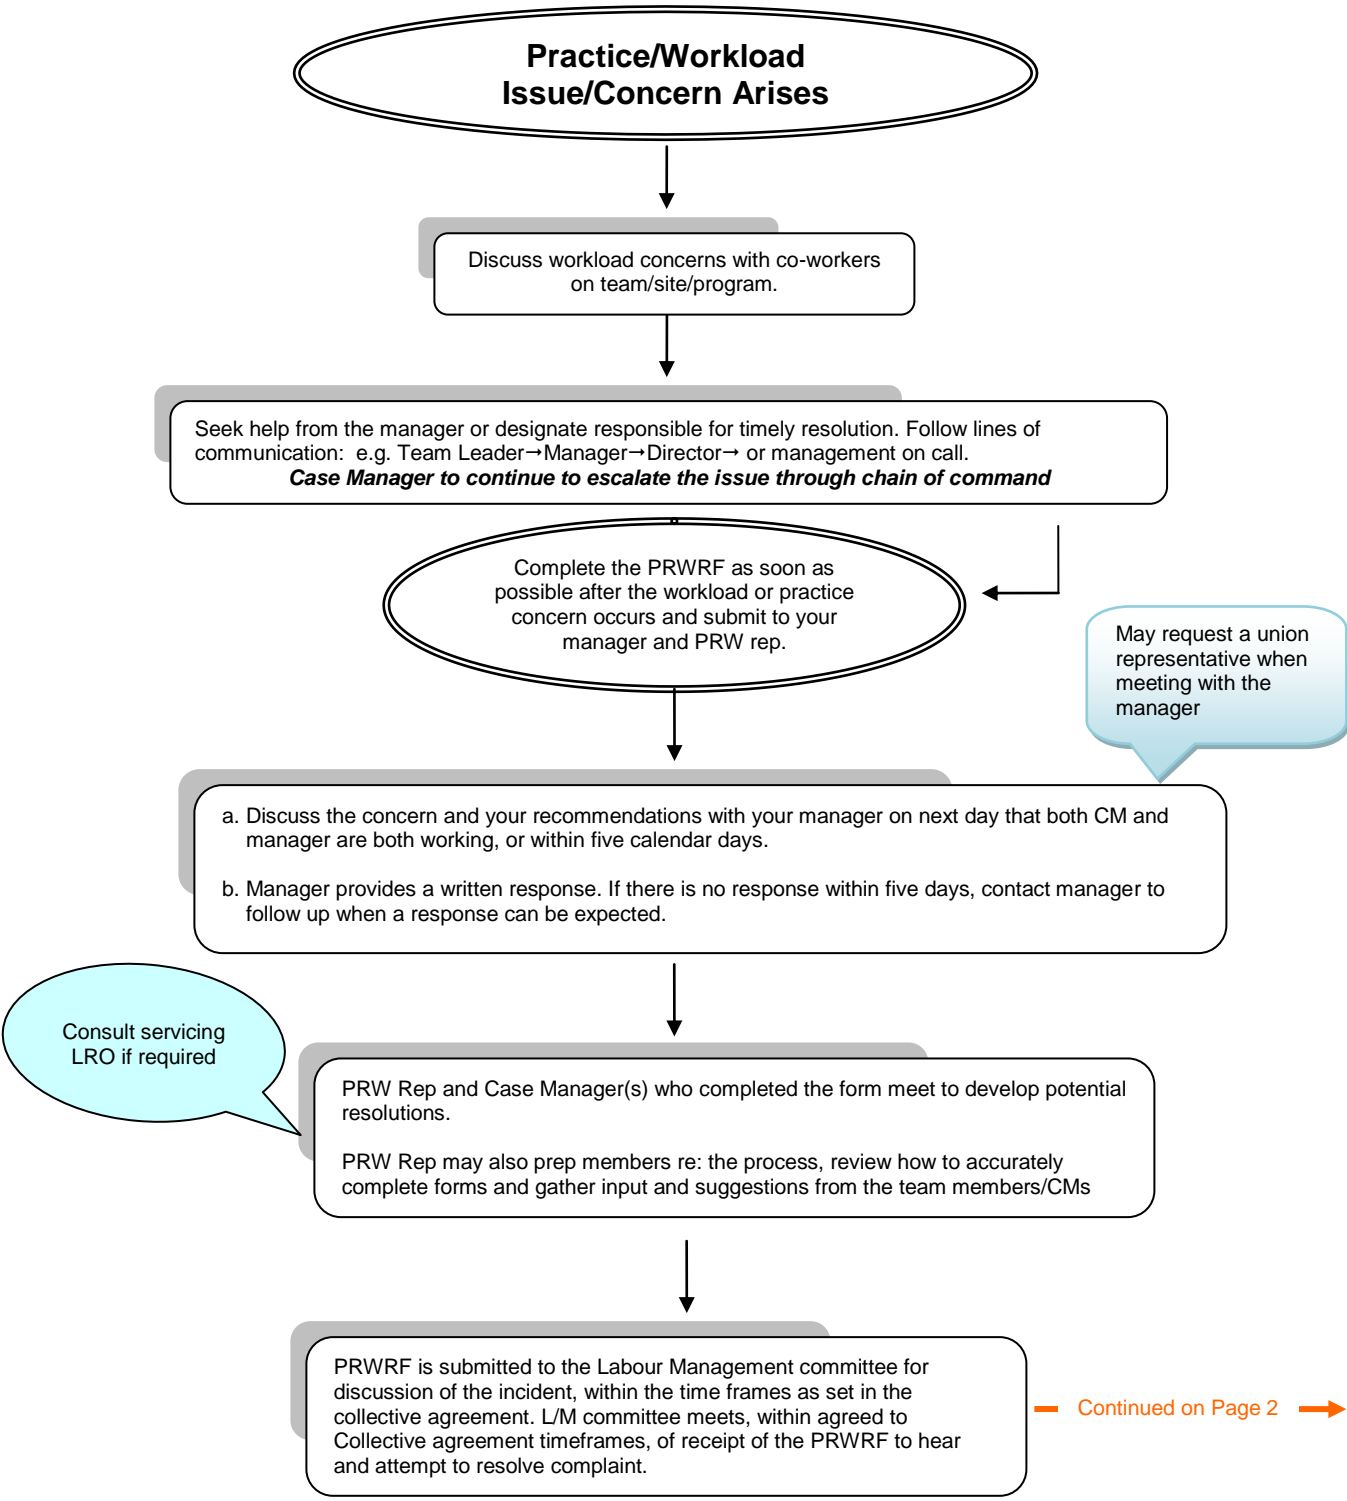 Practice/Workload
Issue/Concern Arises
Discuss workload concerns with co-workers
on team/site/program.
Seek help from the manager or designate responsible for timely resolution. Follow lines of
communication:  e.g. Team Leader→Manager→Director→ or management on call.
Case Manager to continue to escalate the issue through chain of command
Complete the PRWRF as soon as
possible after the workload or practice
concern occurs and submit to your
manager and PRW rep.
May request a union
representative when
meeting with the
manager
a. Discuss the concern and your recommendations with your manager on next day that both CM and
manager are both working, or within five calendar days.
b. Manager provides a written response. If there is no response within five days, contact manager to
follow up when a response can be expected.
Consult servicing
LRO if required
PRW Rep and Case Manager(s) who completed the form meet to develop potential
resolutions.
PRW Rep may also prep members re: the process, review how to accurately
complete forms and gather input and suggestions from the team members/CMs
PRWRF is submitted to the Labour Management committee for
discussion of the incident, within the time frames as set in the
collective agreement. L/M committee meets, within agreed to
Collective agreement timeframes, of receipt of the PRWRF to hear
and attempt to resolve complaint.
Continued on Page 2